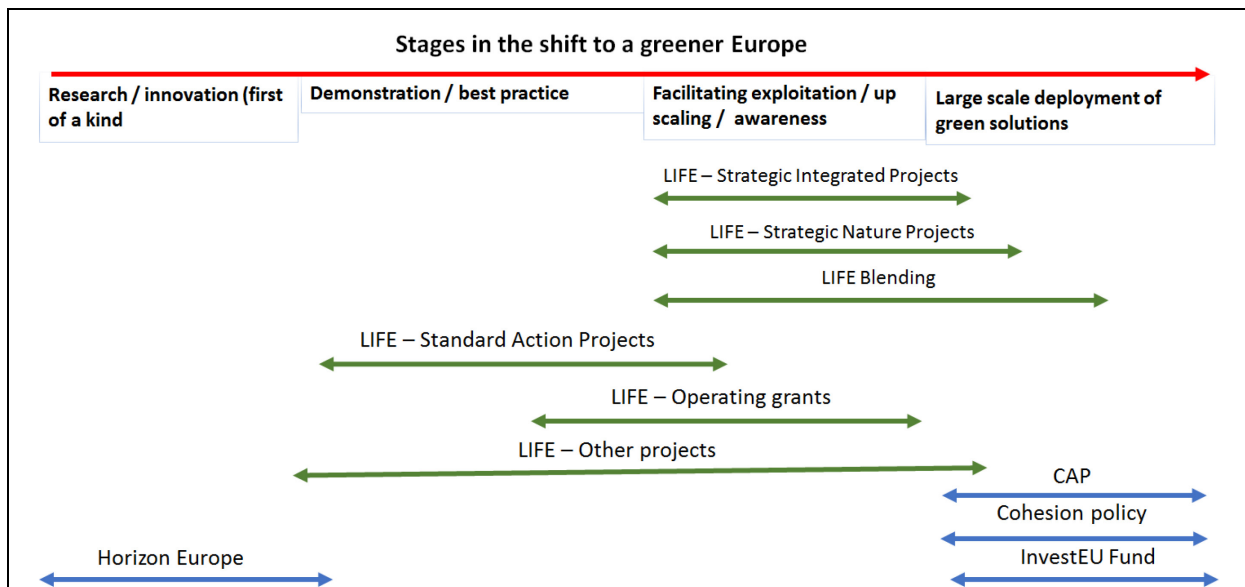 Stages in the shift to a greener Europe
Research / innovation (first
of a kind
Demonstration / best practice
Facilitating exploitation / up
scaling / awareness
Large scale deployment of
green solutions
LIFE – Strategic Integrated Projects
LIFE – Strategic Nature Projects
LIFE Blending
LIFE – Standard Action Projects
LIFE – Operating grants
LIFE – Other projects
CAP
Cohesion policy
Horizon Europe
InvestEU Fund